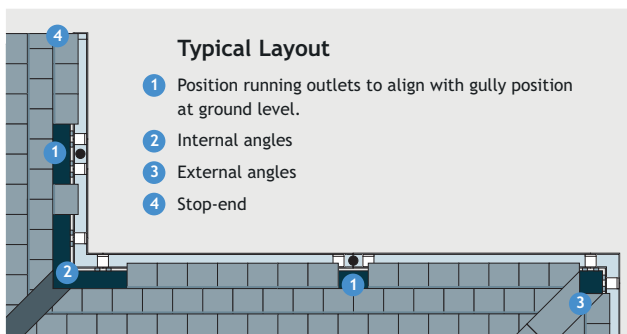 4
Typical Layout
1 Position running outlets to align with gully position
at ground level.
2 Internal angles
3 External angles
4 Stop-end
1
2
1
3